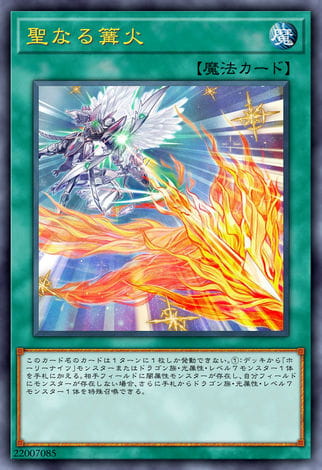 聖なる篝火
魔
【魔法カード】
このカード名のカードは1ターンに1枚しか発動できない。①:デッキから「ホ
ーリーナイツ」モンスターまたはドラゴン族・光属性・レベル7モンスター1体
を手札に加える。相手フィールドに闇属性モンスターが存在し、自分フィールド
にモンスターが存在しない場合、さらに手札からドラゴン族・光属性・レベル7
モンスター1体を特殊召喚できる。
22007085